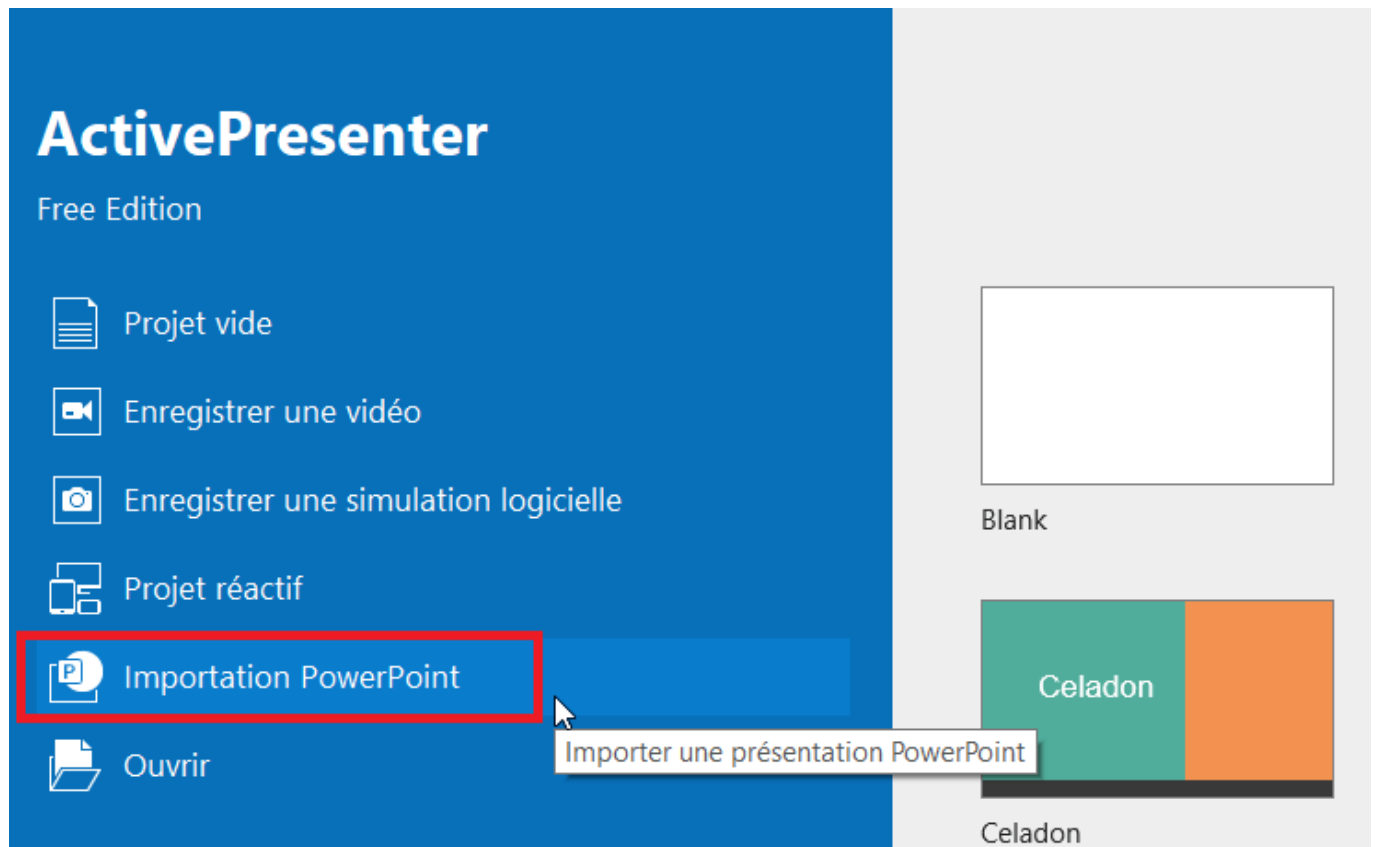 ActivePresenter
Free Edition
Projet vide
Enregistrer une vidéo
Enregistrer une simulation logicielle
Projet réactif
P
Importation PowerPoint
Importer une présentation PowerPoint
Ouvrir
Blank
Celadon
Celadon